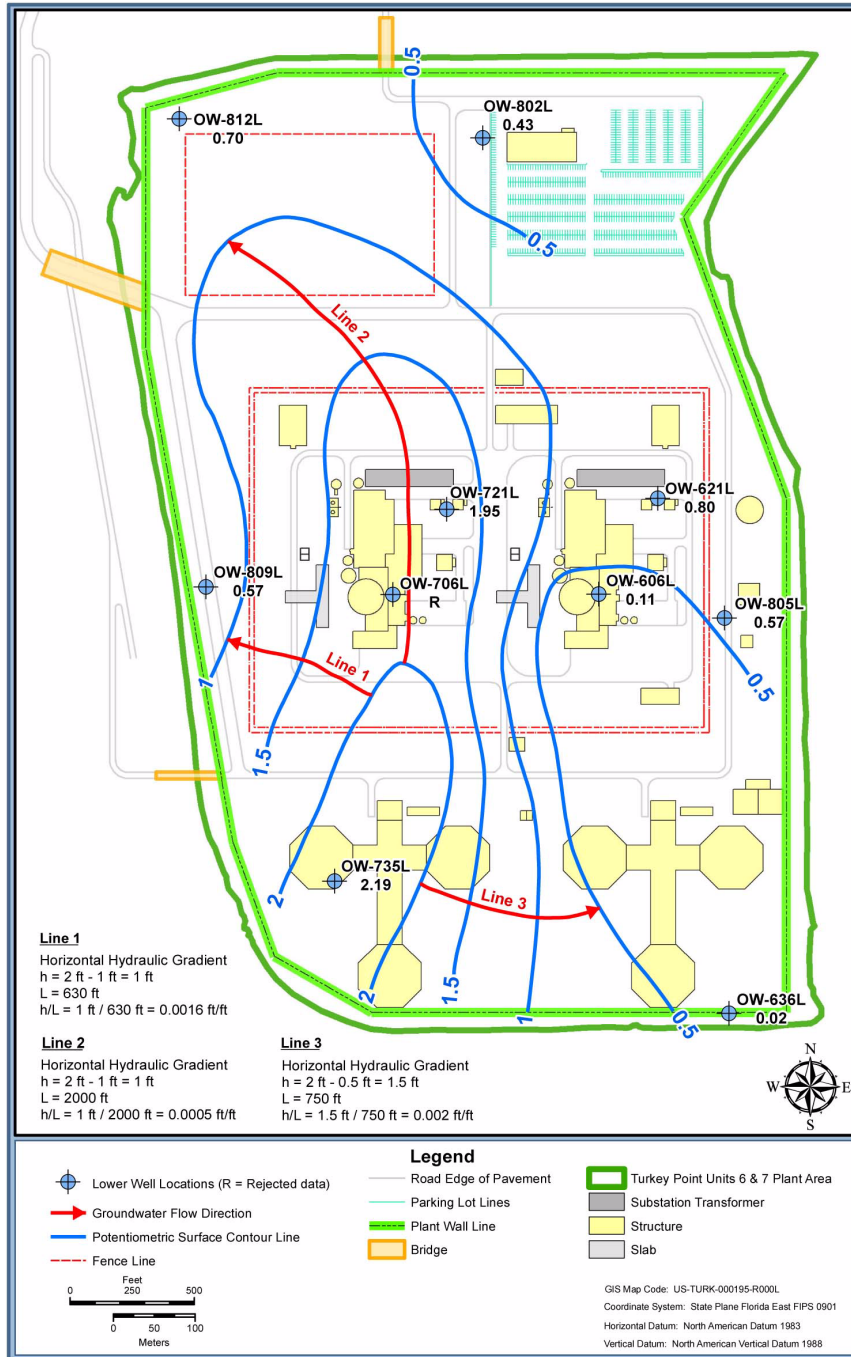 0.5
OW-812L
0.70
OW-802L
0.43
0.5
Line 2
OW-721L
1.95
OW-621L
0.80
OW-809L
0.57
OW-706L
R
OW-606L
0.11
OW-805L
0.57
1
Line 1
0.5
1.5
OW-735L
2.19
2
Line 3
2
1.5
1
0.5
OW-636L
0.02
Line 1
Horizontal Hydraulic Gradient
h = 2 ft - 1 ft = 1 ft
L = 630 ft
h/L = 1 ft / 630 ft = 0.0016 ft/ft
Line 2
Horizontal Hydraulic Gradient
h = 2 ft - 1 ft = 1 ft
L = 2000 ft
h/L = 1 ft / 2000 ft = 0.0005 ft/ft
Line 3
Horizontal Hydraulic Gradient
h = 2 ft - 0.5 ft = 1.5 ft
L = 750 ft
h/L = 1.5 ft / 750 ft = 0.002 ft/ft
N
W E
S
Legend
Lower Well Locations (R = Rejected data)
Groundwater Flow Direction
Potentiometric Surface Contour Line
Fence Line
Road Edge of Pavement
Parking Lot Lines
Plant Wall Line
Bridge
Turkey Point Units 6 & 7 Plant Area
Substation Transformer
Structure
Slab
Feet
0 250 500
0 50 100
Meters
GIS Map Code: US-TURK-000195-R000L
Coordinate System: State Plane Florida East FIPS 0901
Horizontal Datum: North American Datum 1983
Vertical Datum: North American Vertical Datum 1988